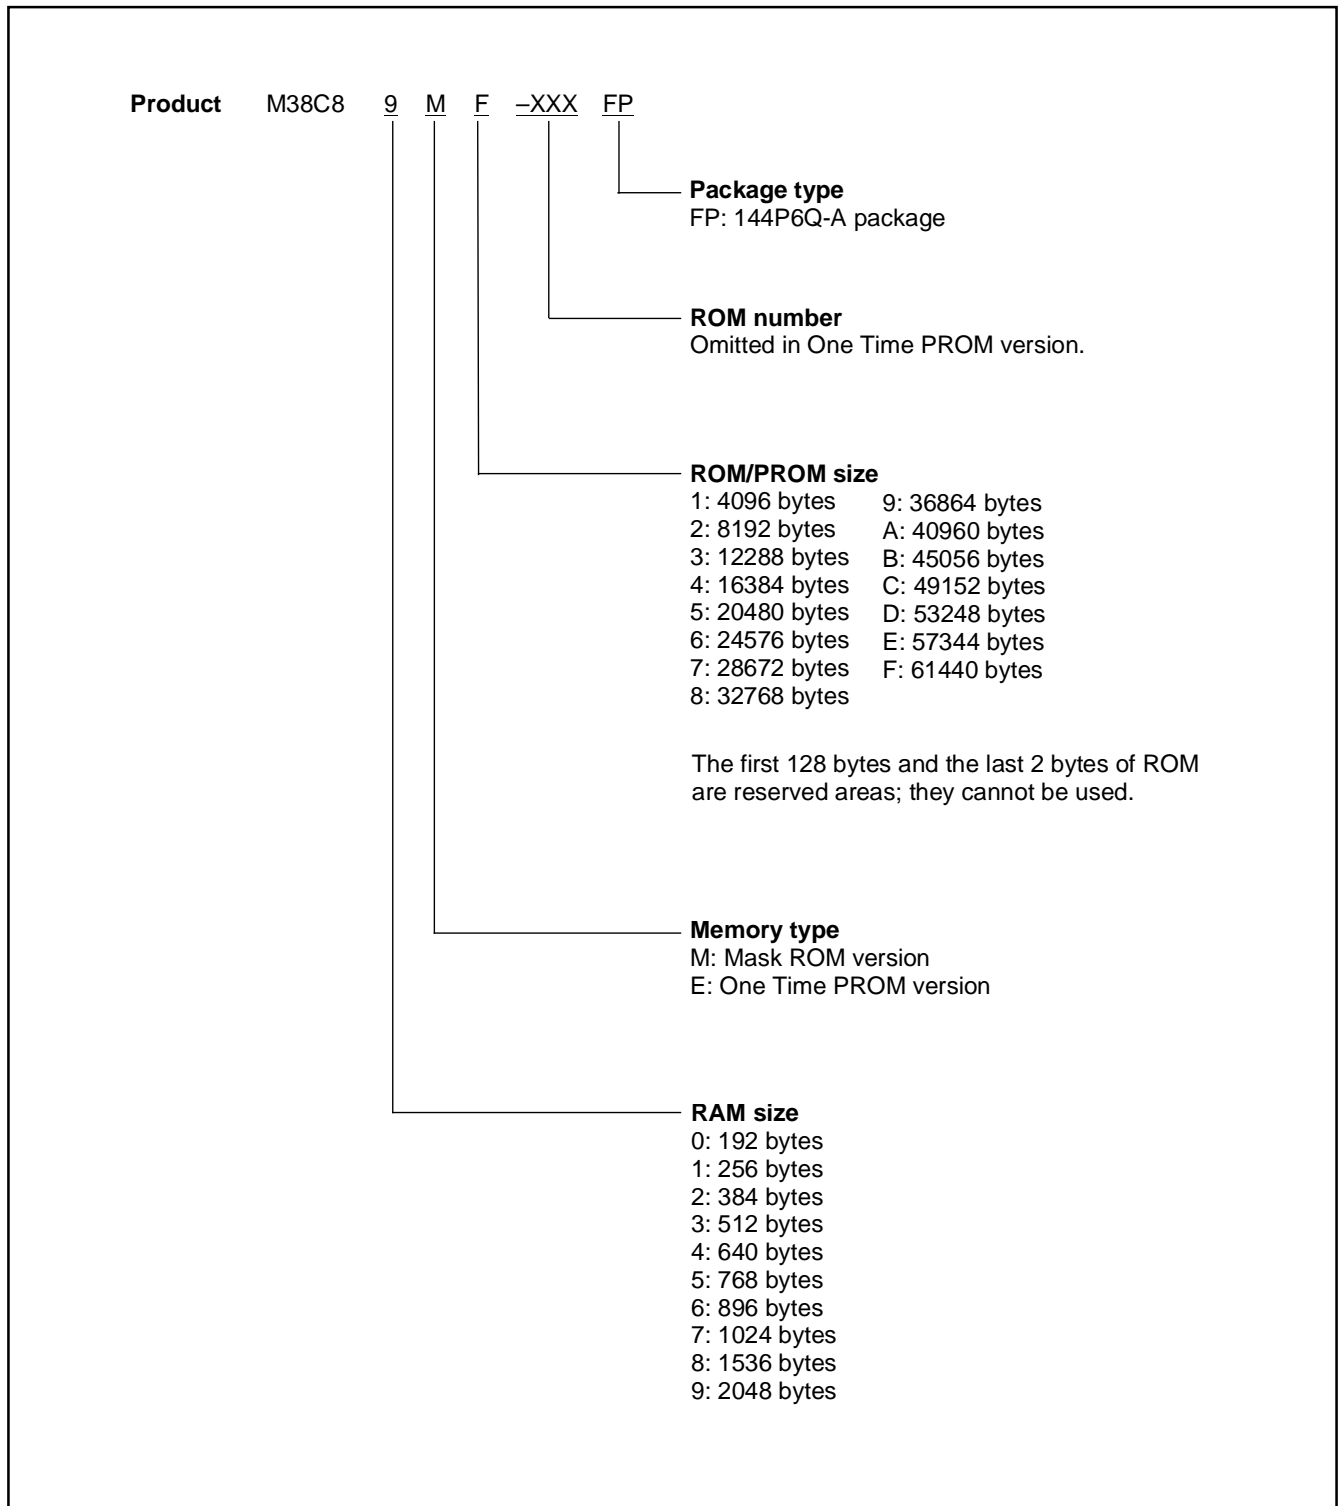 Product M38C8 9 M F –XXX FP
Package type
FP: 144P6Q-A package
ROM number
Omitted in One Time PROM version.
ROM/PROM size
1: 4096 bytes
2: 8192 bytes
3: 12288 bytes
4: 16384 bytes
5: 20480 bytes
6: 24576 bytes
7: 28672 bytes
8: 32768 bytes
9: 36864 bytes
A: 40960 bytes
B: 45056 bytes
C: 49152 bytes
D: 53248 bytes
E: 57344 bytes
F: 61440 bytes
The first 128 bytes and the last 2 bytes of ROM
are reserved areas; they cannot be used.
Memory type
M: Mask ROM version
E: One Time PROM version
RAM size
0: 192 bytes
1: 256 bytes
2: 384 bytes
3: 512 bytes
4: 640 bytes
5: 768 bytes
6: 896 bytes
7: 1024 bytes
8: 1536 bytes
9: 2048 bytes